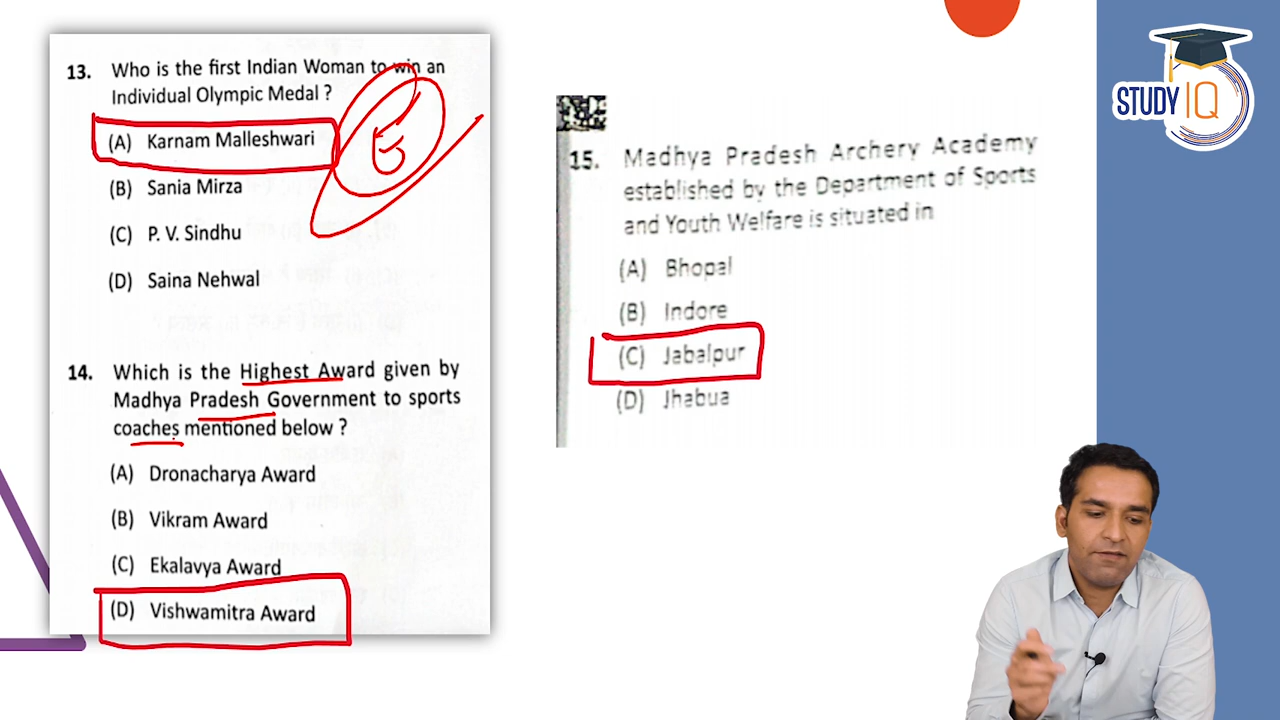 13. Who is the first Indian Woman to win an
Individual Olympic Medal ?
(A) Karnam Malleshwari
(B) Sania Mirza
(C) P. V. Sindhu
(D) Saina Nehwal
14. Which is the Highest Award given by
Madhya Pradesh Government to sports
coaches mentioned below ?
(A) Dronacharya Award
(B) Vikram Award
(C) Ekalavya Award
(D) Vishwamitra Award
15. Madhya Pradesh Archery Academy
established by the Department of Sports
and Youth Welfare is situated in
(A) Bhopal
(B) Indore
(C) Jabalpur
(D) Jhabua
STUDY IQ